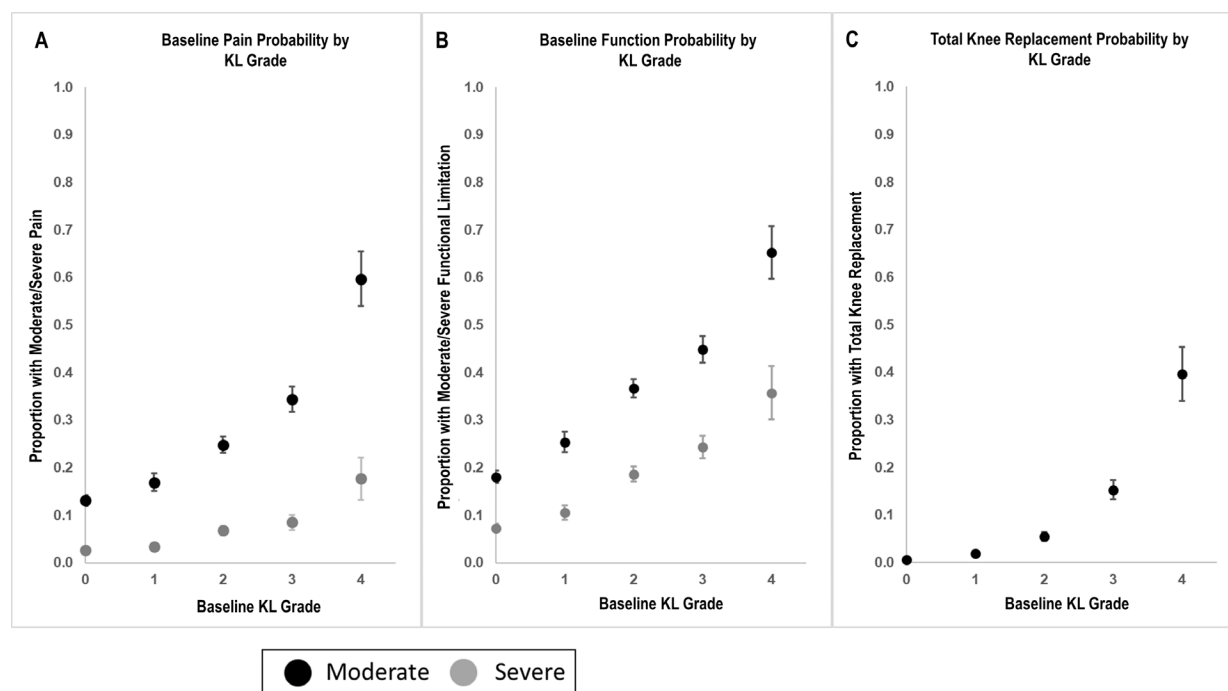 A
Baseline Pain Probability by
KL Grade
Proportion with Moderate/Severe Pain
1.0
0.9
0.8
0.7
0.6
0.5
0.4
0.3
0.2
0.1
0.0
0 1 2 3 4
Baseline KL Grade
B
Baseline Function Probability by
KL Grade
Proportion with Moderate/Severe Functional Limitation
1.0
0.9
0.8
0.7
0.6
0.5
0.4
0.3
0.2
0.1
0.0
0 1 2 3 4
Baseline KL Grade
C
Total Knee Replacement Probability by
KL Grade
Proportion with Total Knee Replacement
1.0
0.9
0.8
0.7
0.6
0.5
0.4
0.3
0.2
0.1
0.0
0 1 2 3 4
Baseline KL Grade
Moderate Severe